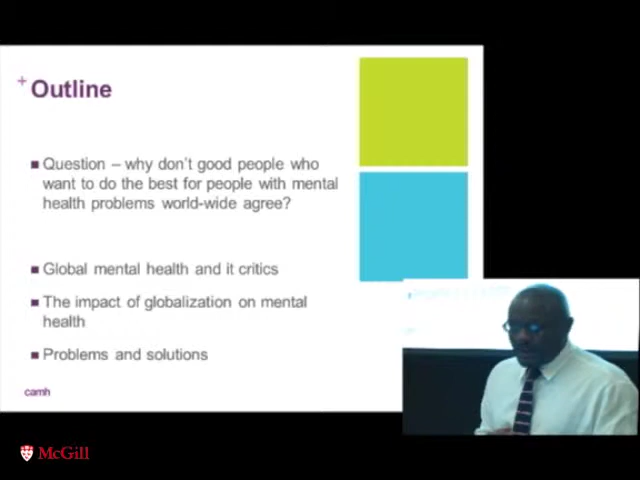 + Outline
Question – why don't good people who
want to do the best for people with mental
health problems world-wide agree?
Global mental health and it critics
The impact of globalization on mental
health
Problems and solutions
camh
McGill